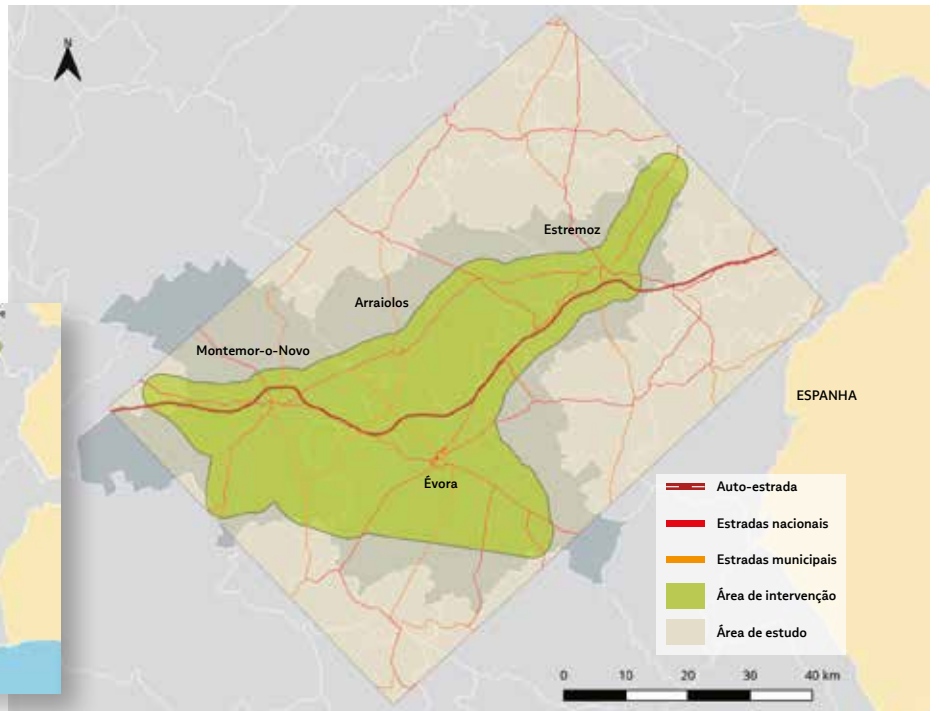 N
Estremoz
Arraiolos
Montemor-o-Novo
ESPANHA
Évora
Auto-estrada
Estradas nacionais
Estradas municipais
Área de intervenção
Área de estudo
0 10 20 30 40 km